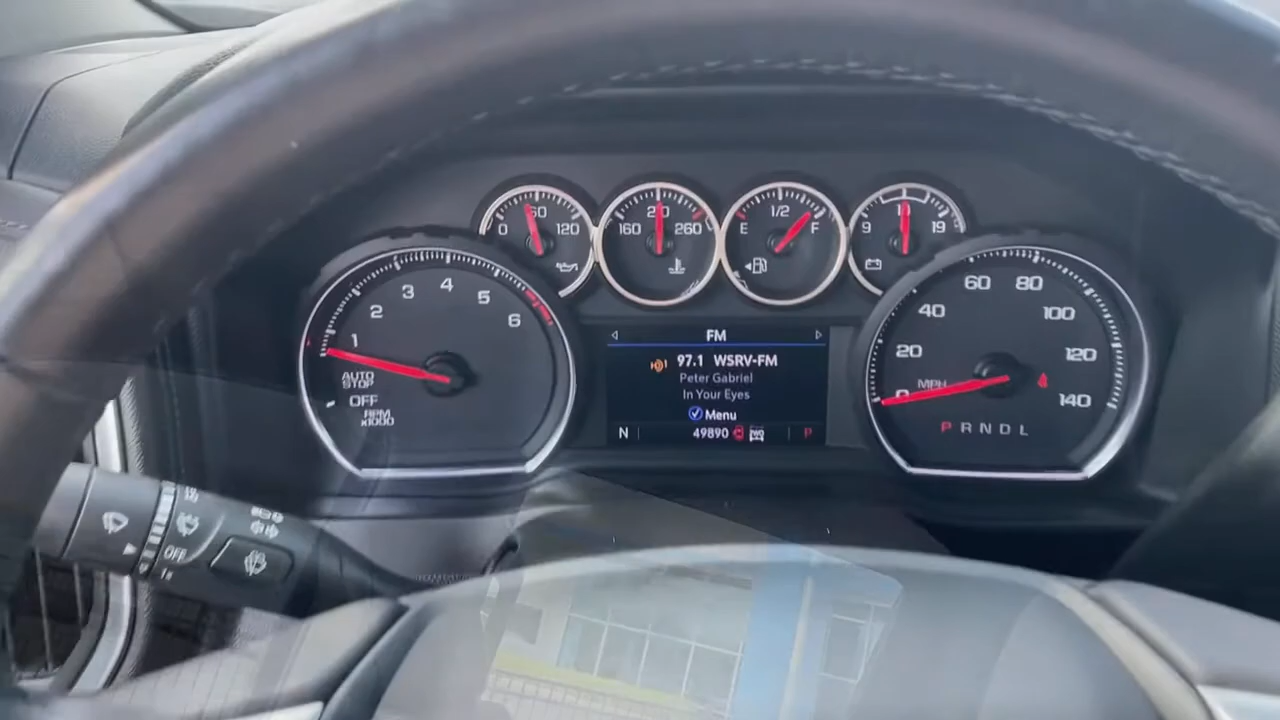 60
0 120
210
160 260
1/2
E F
9 19
4
3 5
2 6
1
AUTO
STOP
OFF
RPM
x1000
FM
97.1 WSRV-FM
Peter Gabriel
In Your Eyes
Menu
N 49890 2WD P
60 80
40 100
20 120
0 MPH 140
P R N D L
OFF
1x